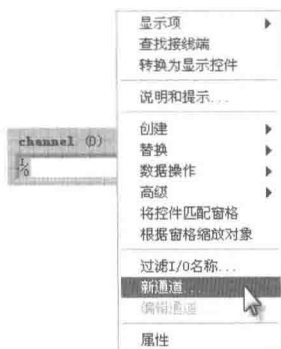 显示项
查找接线端
转换为显示控件
说明和提示...
创建
替换
数据操作
高级
将控件匹配窗格
根据窗格缩放对象
过滤I/O名称...
新通道...
编辑通道...
属性
channel (D)
I/O